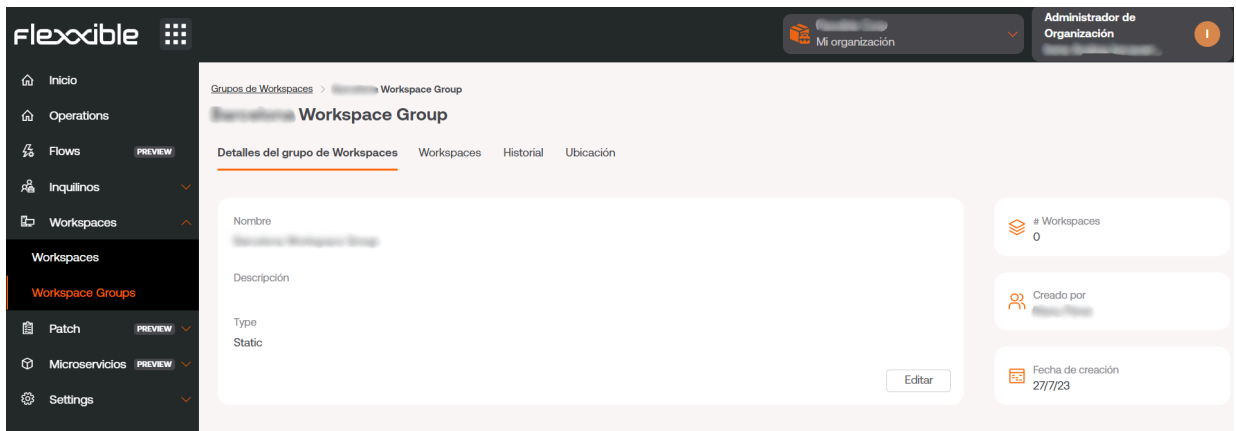 Flexxible
Mi organización
Administrador de
Organización
I
Inicio
Operations
Flows PREVIEW
Inquilinos
Workspaces
Workspaces
Workspace Groups
Patch PREVIEW
Microservicios PREVIEW
Settings
Grupos de Workspaces > Workspace Group
Workspace Group
Detalles del grupo de Workspaces Workspaces Historial Ubicación
Nombre
Descripción
Type
Static
Editar
# Workspaces
0
Creado por
Fecha de creación
27/7/23